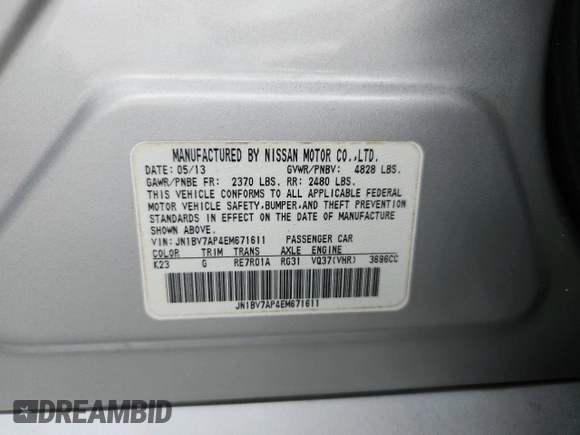 MANUFACTURED BY NISSAN MOTOR CO.,LTD.
DATE: 05/13 GVWR/PNBV: 4828 LBS.
GAWR/PNBE FR: 2370 LBS. RR: 2480 LBS.
THIS VEHICLE CONFORMS TO ALL APPLICABLE FEDERAL
MOTOR VEHICLE SAFETY,BUMPER,AND THEFT PREVENTION
STANDARDS IN EFFECT ON THE DATE OF MANUFACTURE
SHOWN ABOVE.
VIN: JN1BV7AP4EM671611 PASSENGER CAR
COLOR TRIM TRANS AXLE ENGINE
K23 G RE7R01A RG31 VQ37(VHR) 3696CC
JN1BV7AP4EM671611
DREAMBID